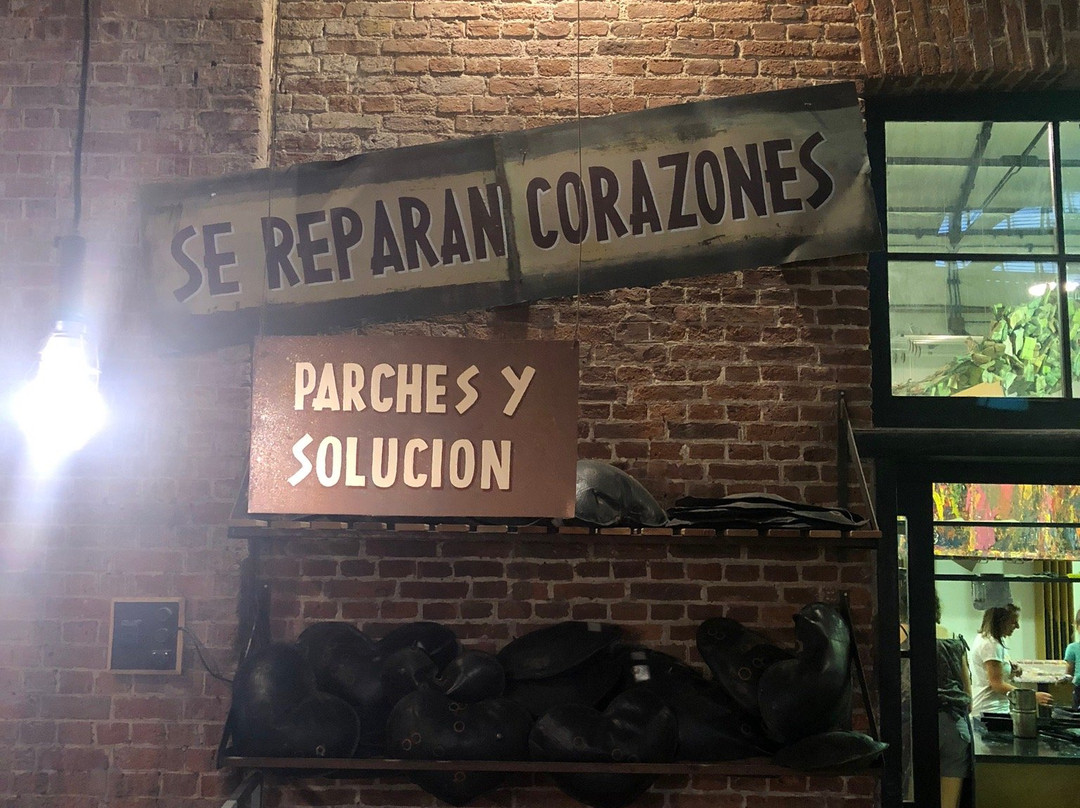 SE REPARAN CORAZONES
PARCHES Y
SOLUCION